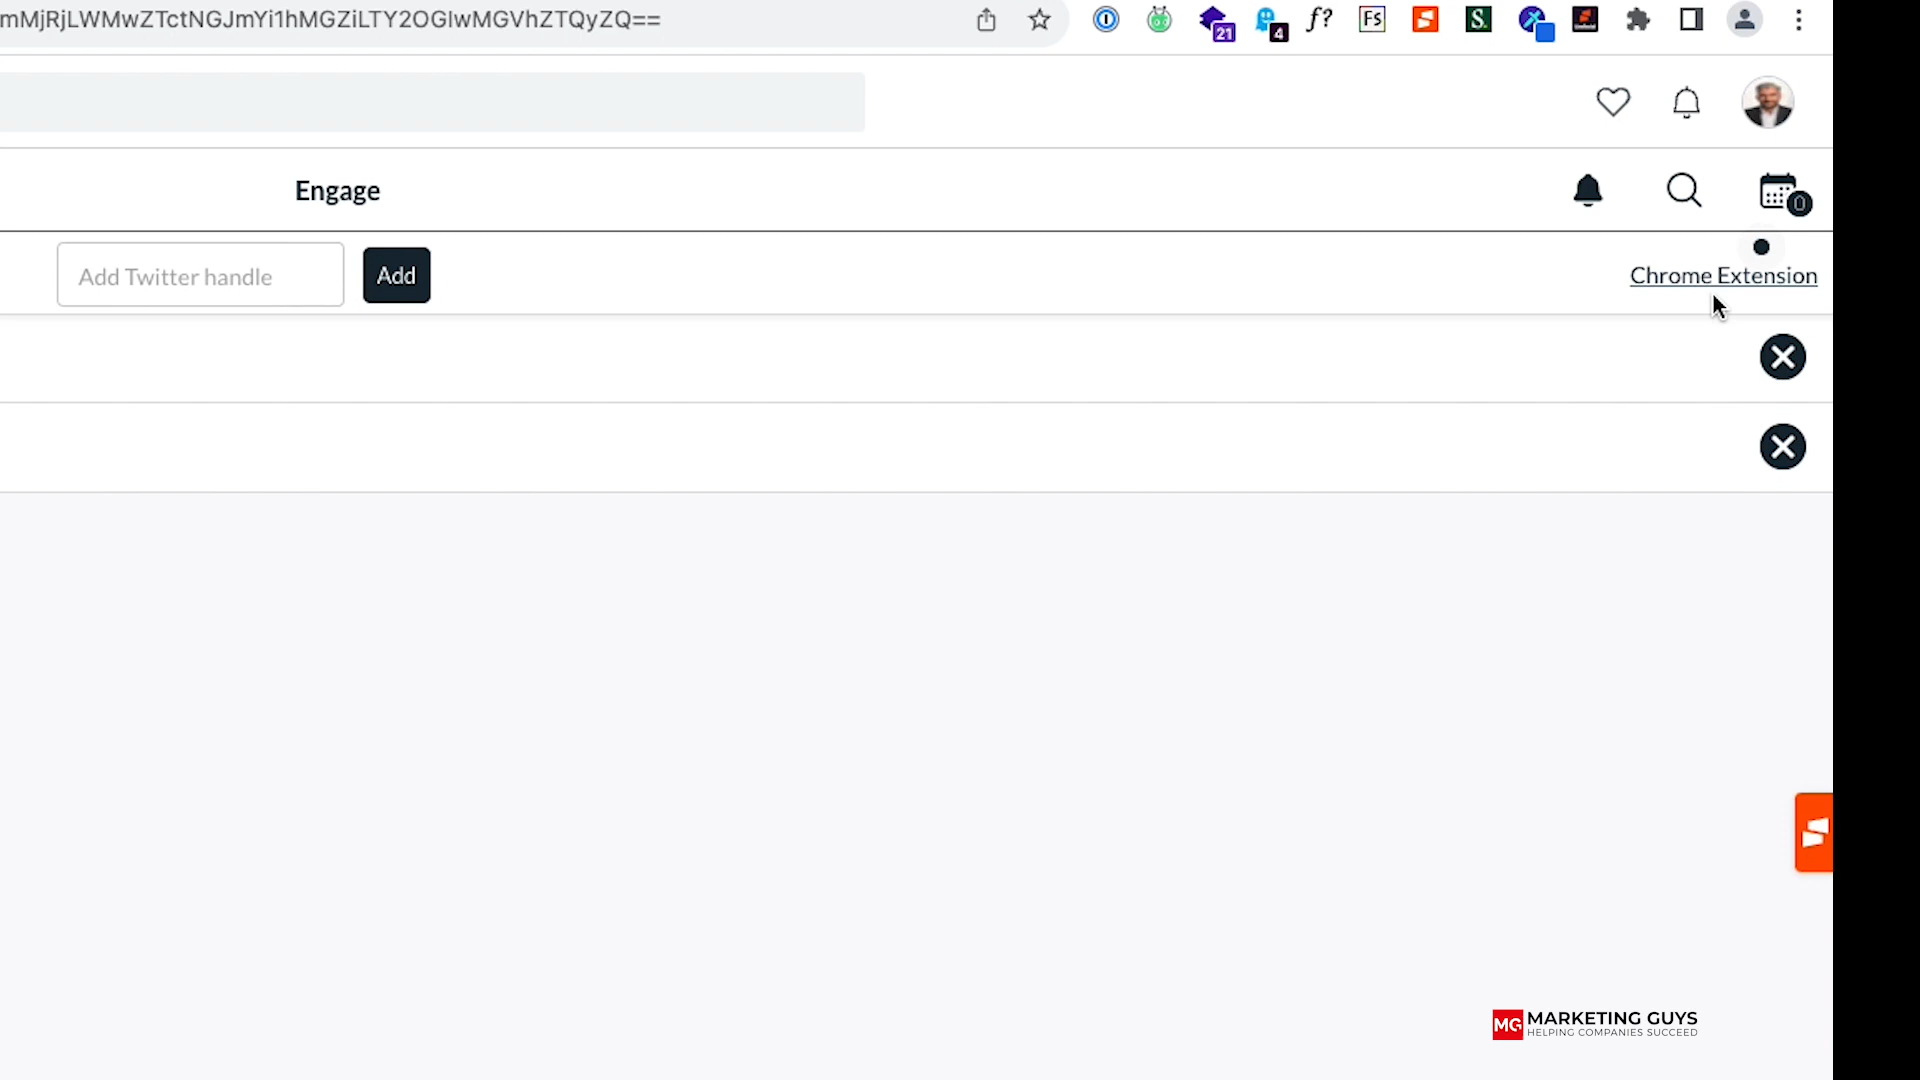 mMjRjLWMwZTctNGJmYi1hMGZiLTY2OGIwMGVhZTQyZQ==
21
4
f?
Fs
S.
Engage
0
Add Twitter handle
Add
Chrome Extension
MG MARKETING GUYS
HELPING COMPANIES SUCCEED